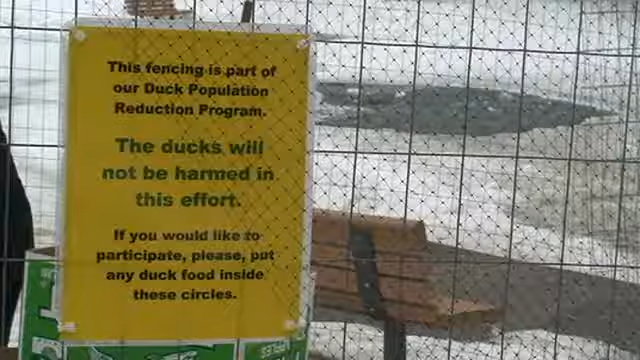 This fencing is part of
our Duck Population
Reduction Program.
The ducks will
not be harmed in
this effort.
If you would like to
participate, please, put
any duck food inside
these circles.